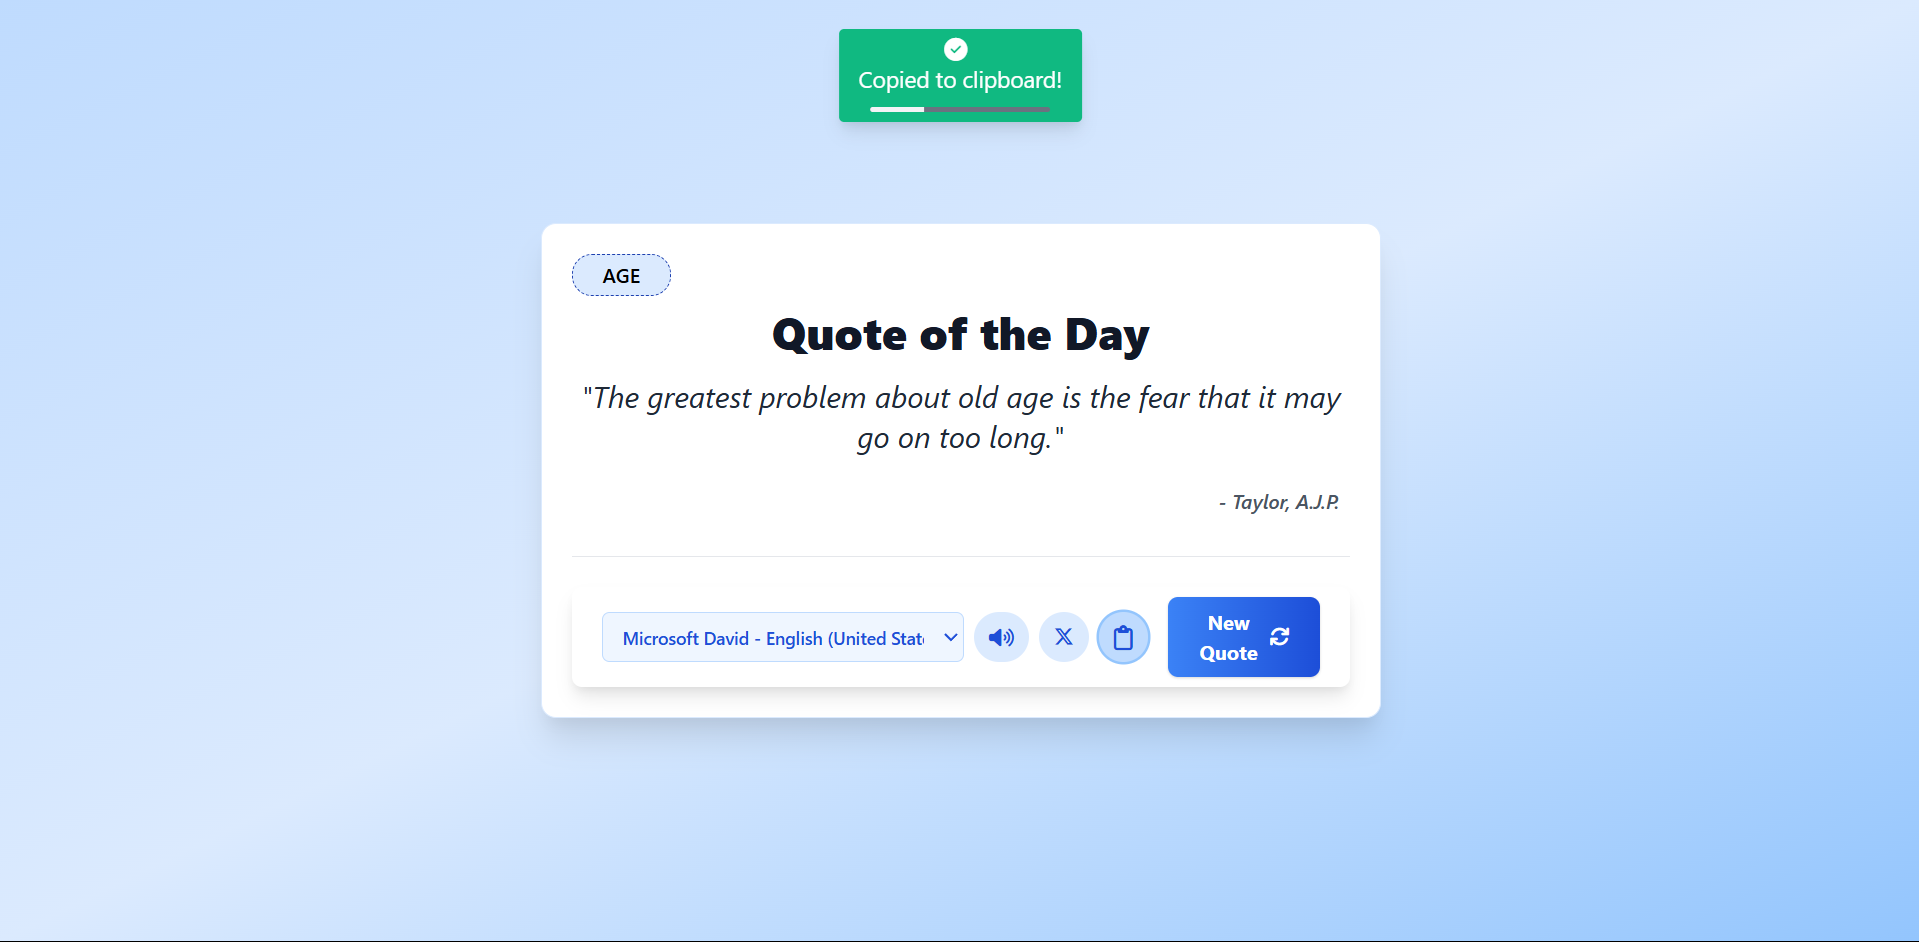 Copied to clipboard!
AGE
Quote of the Day
"The greatest problem about old age is the fear that it may
go on too long."
- Taylor, A.J.P.
Microsoft David - English (United Stat
New
Quote